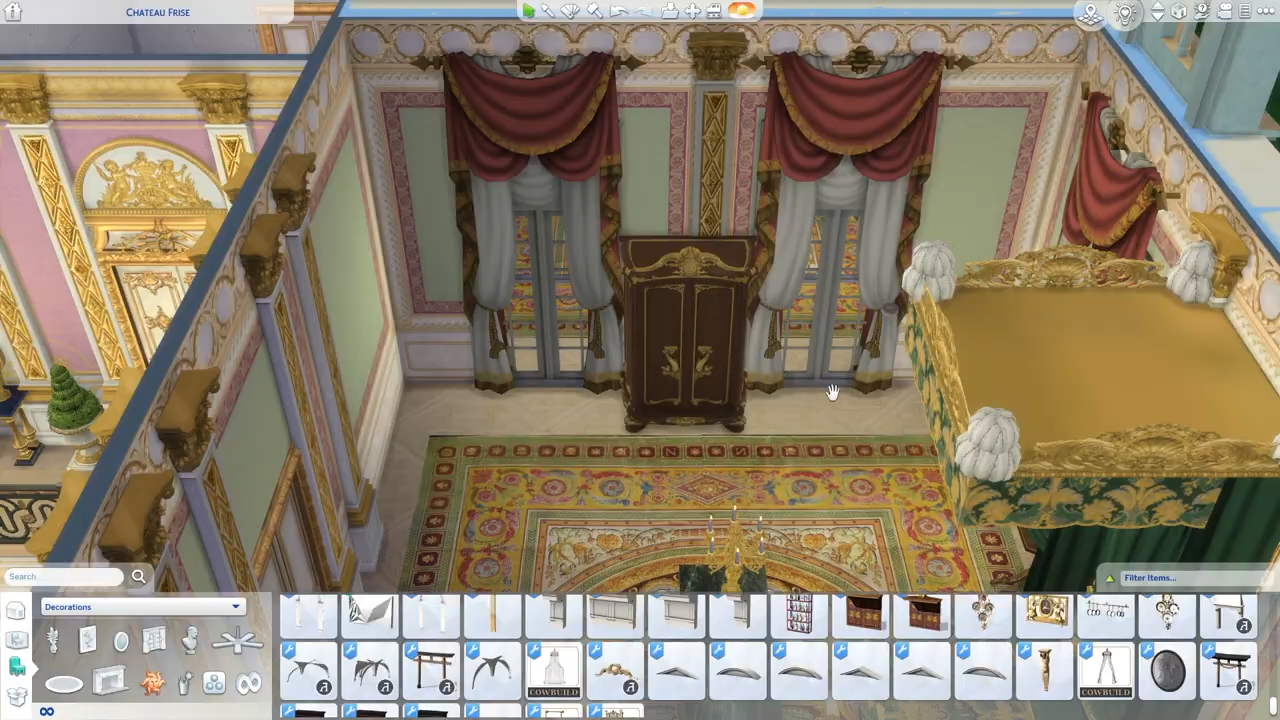 CHATEAU FRISE
Search
Filter Items...
Decorations
COWBUILD
COWBUILD